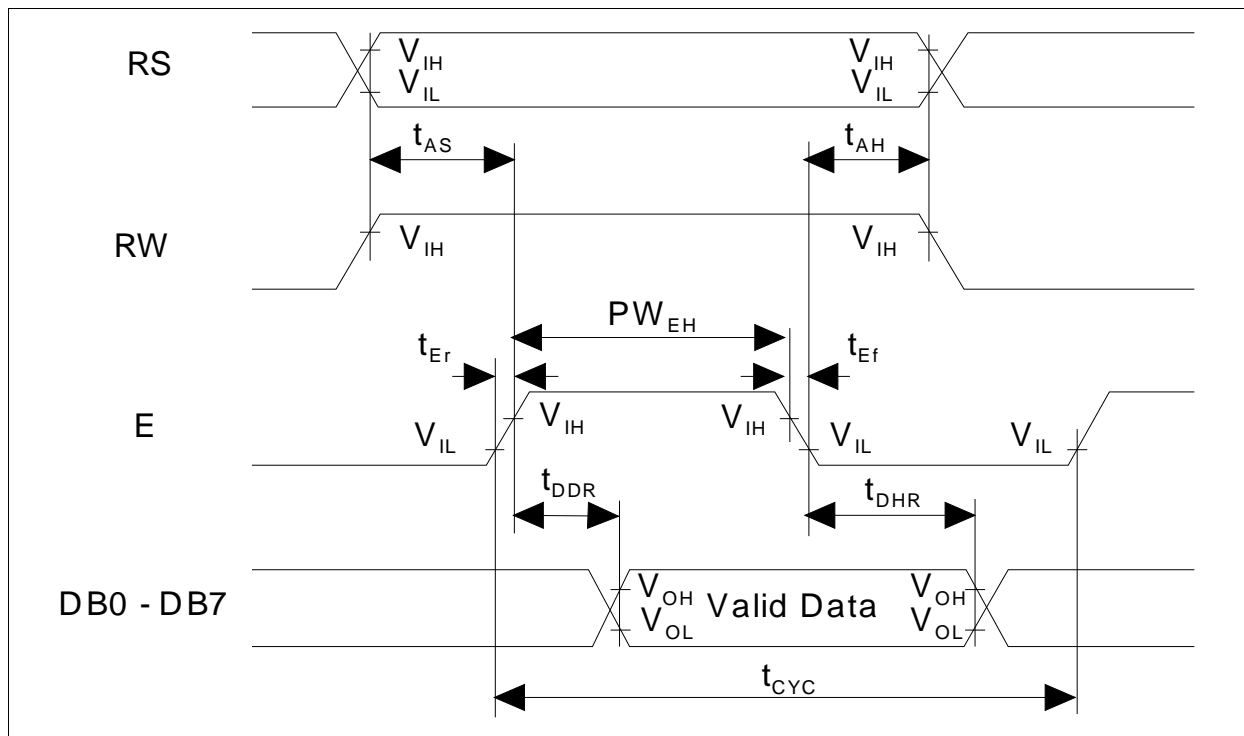 RS
V_IH
V_IL
V_IH
V_IL
t_AS
t_AH
RW
V_IH
V_IH
PW_EH
t_Er
t_Ef
E
V_IL
V_IH
V_IH
V_IL
V_IL
t_DDR
t_DHR
DB0 - DB7
V_OH
V_OL
Valid Data
V_OH
V_OL
t_CYC